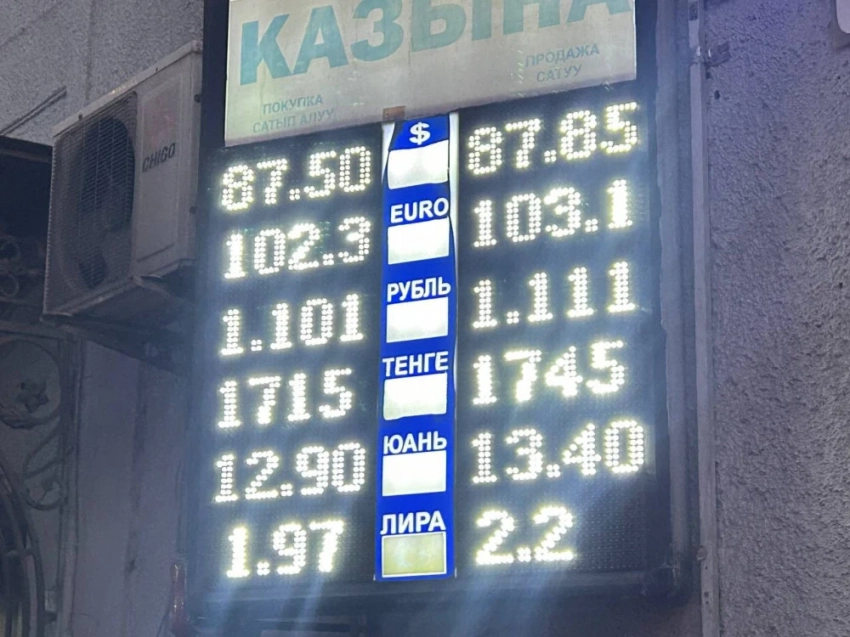 КАЗЫНА
ПОКУПКА
САТЫП АЛУУ
ПРОДАЖА
САТУУ
CHIGO
87.50 $ 87.85
102.3 EURO 103.1
1.101 РУБЛЬ 1.111
1715 ТЕНГЕ 1745
12.90 ЮАНЬ 13.40
1.97 ЛИРА 2.2